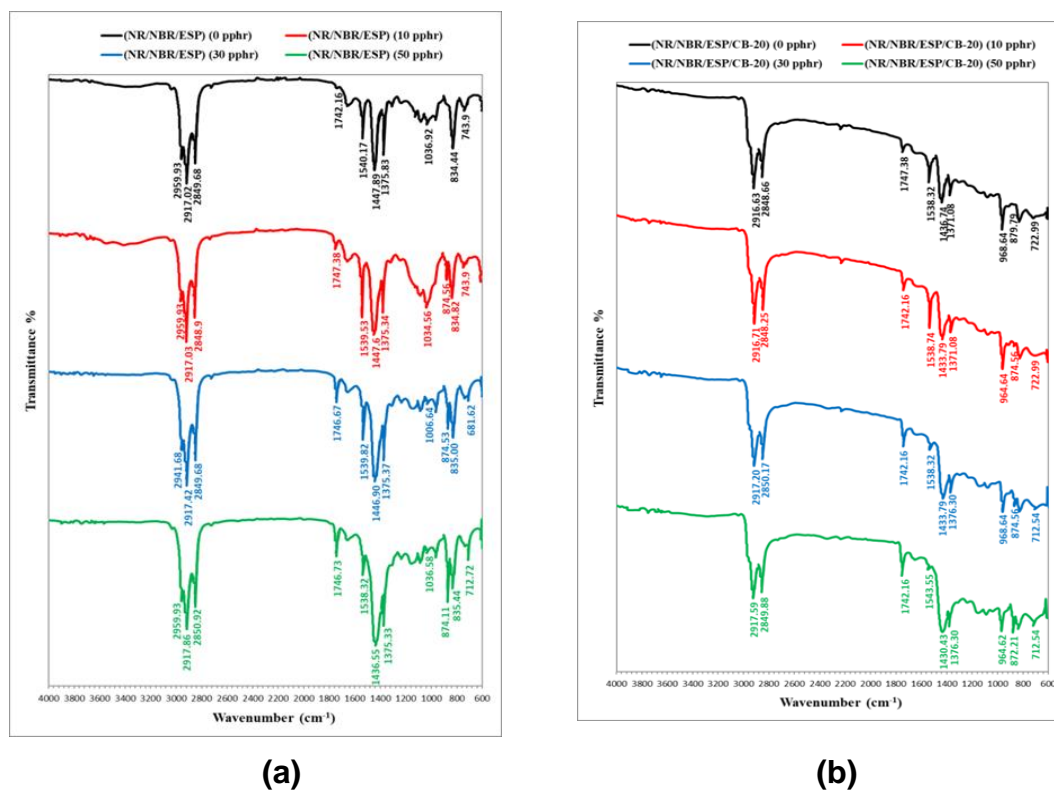 (NR/NBR/ESP) (0 pphr) (NR/NBR/ESP) (10 pphr)
(NR/NBR/ESP) (30 pphr) (NR/NBR/ESP) (50 pphr)
Transmittance %
2959.93 2917.02 2849.68 1742.16 1540.17 1447.89 1375.83 1036.92 834.44 743.9
2959.93 2917.03 2848.9 1747.38 1539.53 1447.6 1375.34 1034.56 874.56 834.82 743.9
2941.68 2917.42 2849.68 1746.67 1539.82 1446.90 1375.37 1006.64 874.53 835.00 681.62
2959.93 2917.86 2850.92 1746.73 1538.32 1436.55 1375.33 1036.58 874.11 835.44 712.72
4000 3800 3600 3400 3200 3000 2800 2600 2400 2200 2000 1800 1600 1400 1200 1000 800 600
Wavenumber (cm⁻¹)
(a)
(NR/NBR/ESP/CB-20) (0 pphr) (NR/NBR/ESP/CB-20) (10 pphr)
(NR/NBR/ESP/CB-20) (30 pphr) (NR/NBR/ESP/CB-20) (50 pphr)
Transmittance %
2916.63 2848.66 1747.38 1538.32 1436.74 1371.08 968.64 879.79 722.99
2916.71 2848.25 1742.16 1538.74 1433.79 1371.08 964.64 874.56 722.99
2917.20 2850.17 1742.16 1538.32 1433.79 1376.30 968.64 874.56 712.54
2917.59 2849.88 1742.16 1543.55 1430.43 1376.30 964.62 872.21 712.54
4000 3800 3600 3400 3200 3000 2800 2600 2400 2200 2000 1800 1600 1400 1200 1000 800 600
Wavenumber (cm⁻¹)
(b)